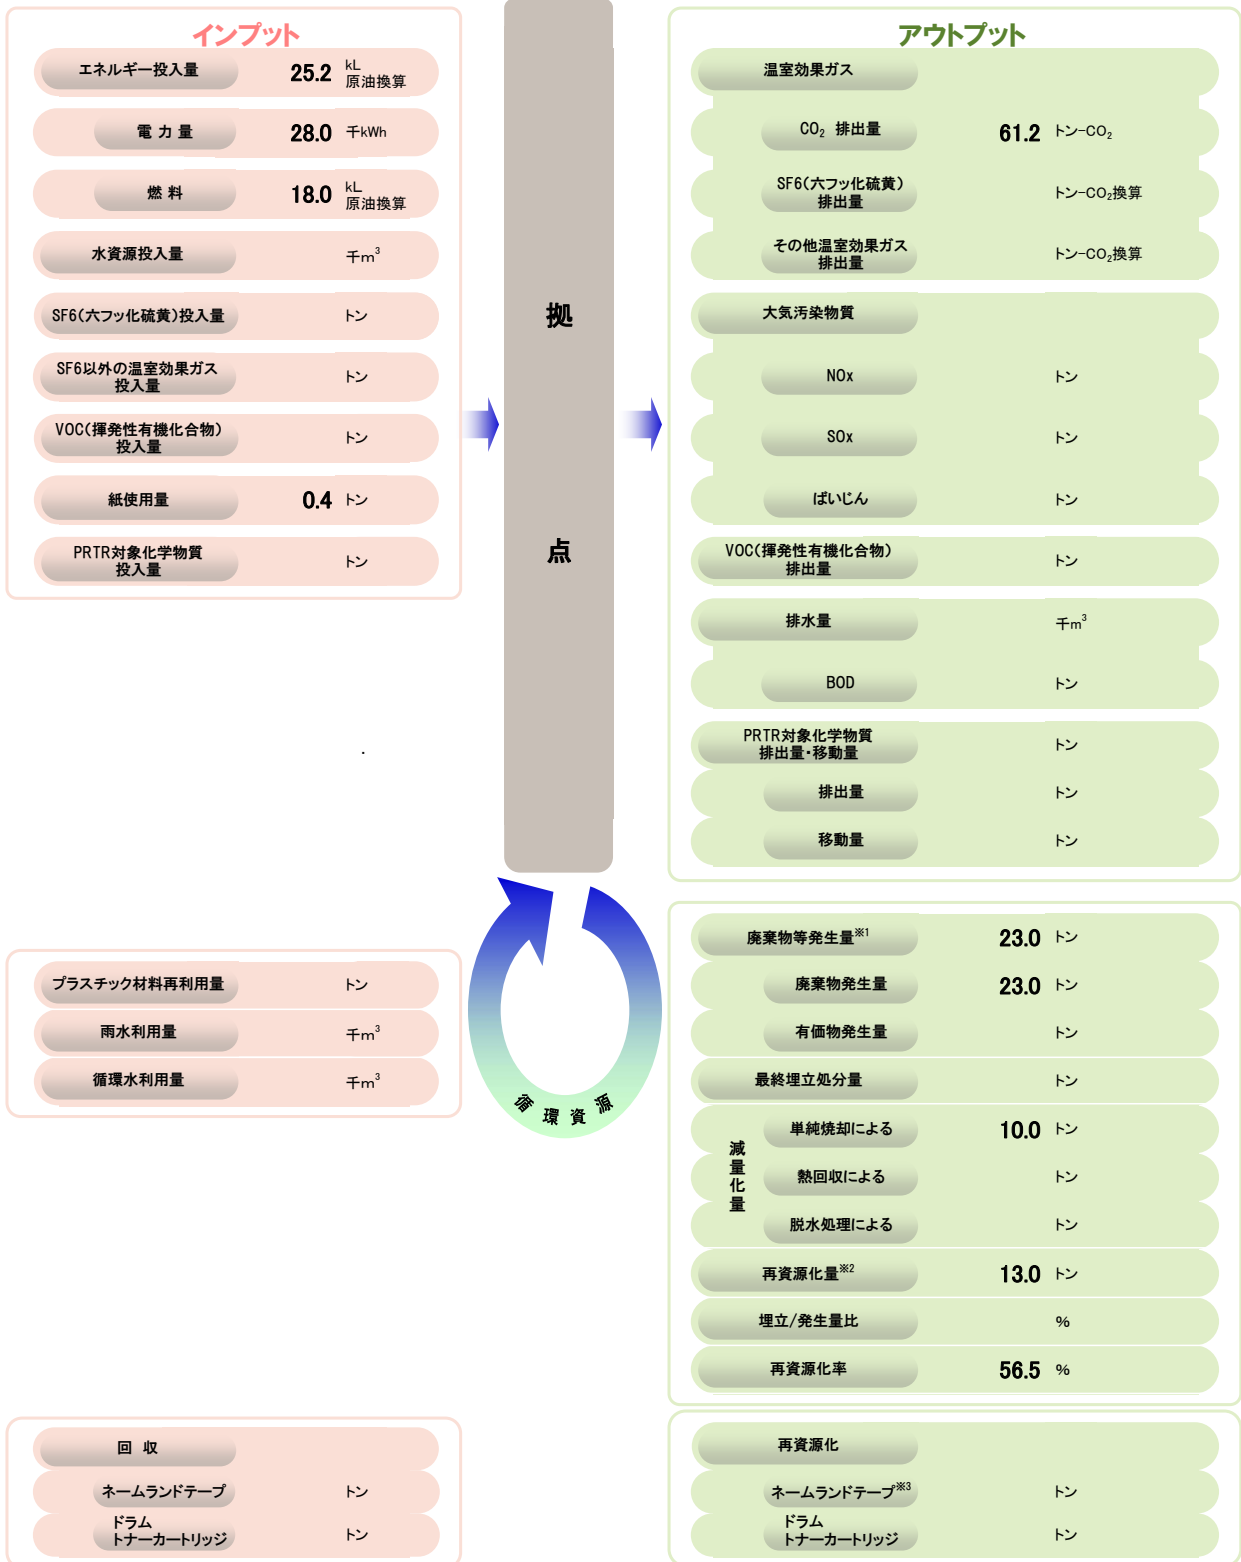 インプット
エネルギー投入量 25.2 kL
原油換算
電 力 量 28.0 千kWh
燃 料 18.0 kL
原油換算
水資源投入量 千m³
SF6(六フッ化硫黄)投入量 トン
SF6以外の温室効果ガス
投入量 トン
VOC(揮発性有機化合物)
投入量 トン
紙使用量 0.4 トン
PRTR対象化学物質
投入量 トン
拠
点
アウトプット
温室効果ガス
CO₂ 排出量 61.2 トン-CO₂
SF6(六フッ化硫黄)
排出量 トン-CO₂換算
その他温室効果ガス
排出量 トン-CO₂換算
大気汚染物質
NOx トン
SOx トン
ばいじん トン
VOC(揮発性有機化合物)
排出量 トン
排水量 千m³
BOD トン
PRTR対象化学物質
排出量・移動量 トン
排出量 トン
移動量 トン
.
循環資源
プラスチック材料再利用量 トン
雨水利用量 千m³
循環水利用量 千m³
廃棄物等発生量※1 23.0 トン
廃棄物発生量 23.0 トン
有価物発生量 トン
最終埋立処分量 トン
減量化量
単純焼却による 10.0 トン
熱回収による トン
脱水処理による トン
再資源化量※2 13.0 トン
埋立/発生量比 %
再資源化率 56.5 %
回 収
ネームランドテープ トン
ドラム
トナーカートリッジ トン
再資源化
ネームランドテープ※3 トン
ドラム
トナーカートリッジ トン